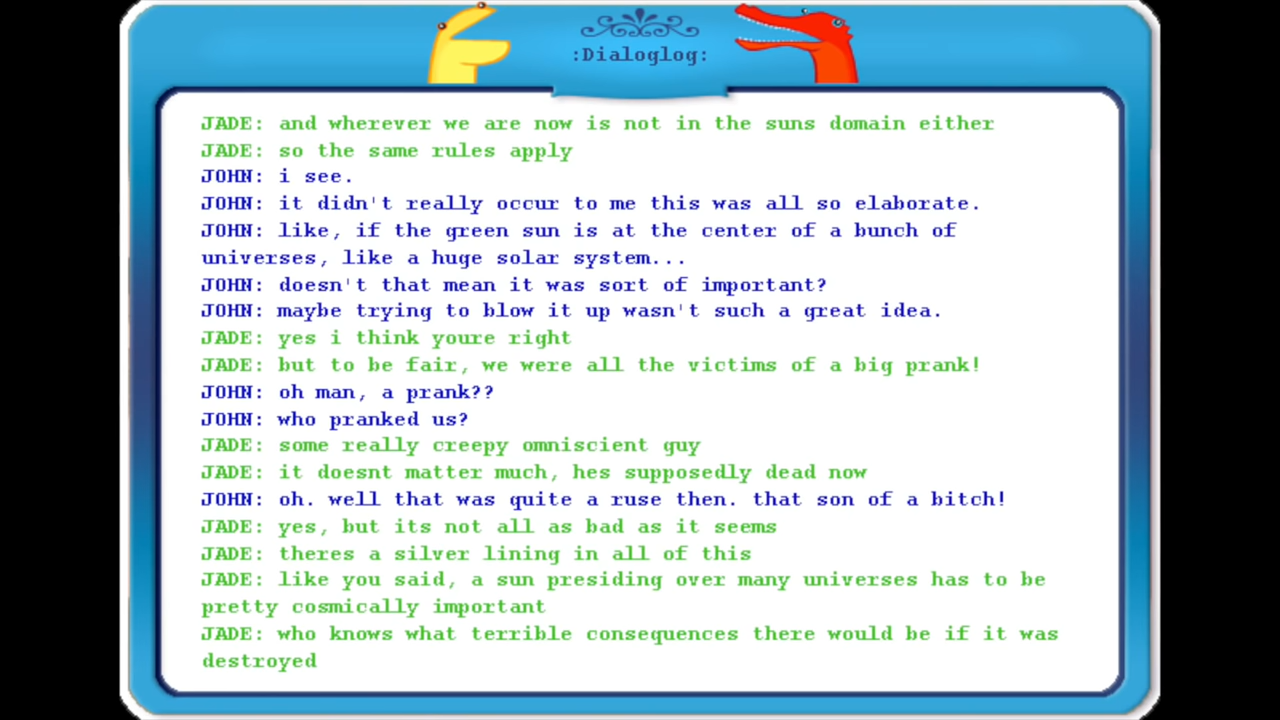 :Dialoglog:
JADE: and wherever we are now is not in the suns domain either
JADE: so the same rules apply
JOHN: i see.
JOHN: it didn't really occur to me this was all so elaborate.
JOHN: like, if the green sun is at the center of a bunch of
universes, like a huge solar system...
JOHN: doesn't that mean it was sort of important?
JOHN: maybe trying to blow it up wasn't such a great idea.
JADE: yes i think youre right
JADE: but to be fair, we were all the victims of a big prank!
JOHN: oh man, a prank??
JOHN: who pranked us?
JADE: some really creepy omniscient guy
JADE: it doesnt matter much, hes supposedly dead now
JOHN: oh. well that was quite a ruse then. that son of a bitch!
JADE: yes, but its not all as bad as it seems
JADE: theres a silver lining in all of this
JADE: like you said, a sun presiding over many universes has to be
pretty cosmically important
JADE: who knows what terrible consequences there would be if it was
destroyed